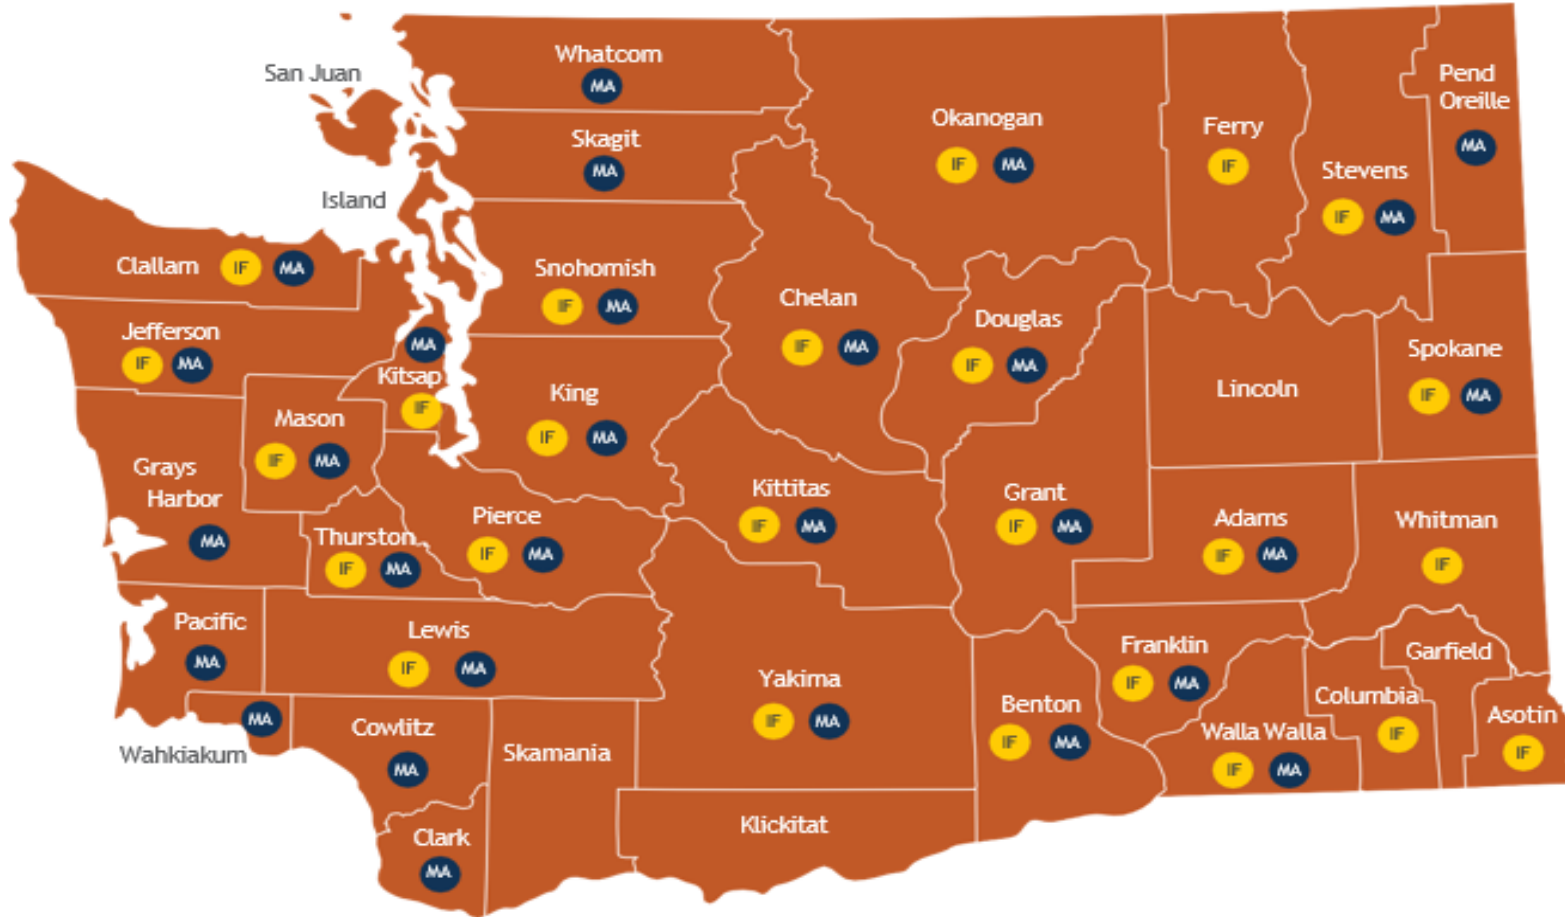 Whatcom
MA
San Juan
Pend
Oreille
MA
Okanogan
IF MA
Ferry
IF
Skagit
MA
Stevens
IF MA
Island
Clallam IF MA
Snohomish
IF MA
Chelan
IF MA
Douglas
IF MA
Jefferson
IF MA
MA
Kitsap
IF
Spokane
IF MA
Lincoln
King
IF MA
Mason
IF MA
Grays
Harbor
MA
Kittitas
IF MA
Grant
IF MA
Adams
IF MA
Whitman
IF
Thurston
IF MA
Pierce
IF MA
Pacific
MA
Lewis
IF MA
Franklin
IF MA
Garfield
Yakima
IF MA
Benton
IF MA
Columbia
IF
Asotin
IF
Walla Walla
IF MA
MA
Wahkiakum
Cowlitz
MA
Skamania
Klickitat
Clark
MA